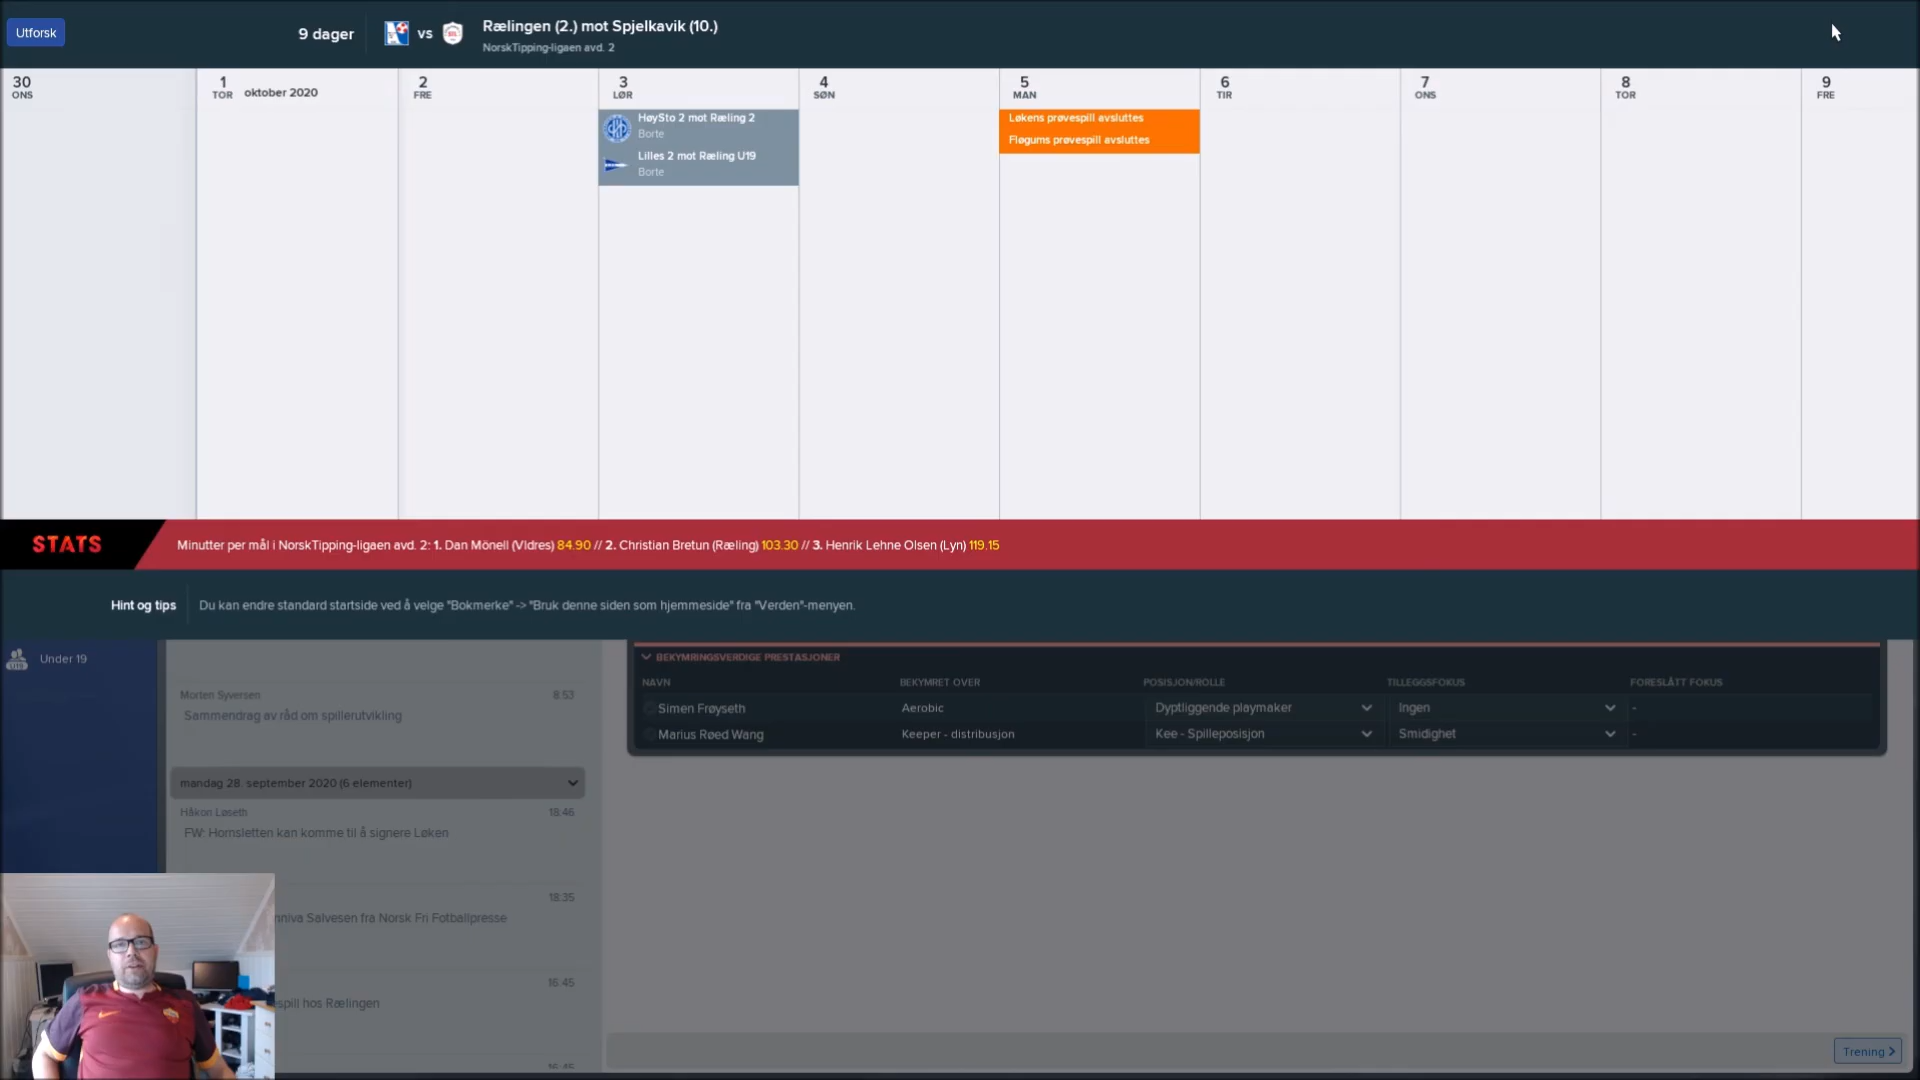 Utforsk
9 dager
vs
Rælingen (2.) mot Spjelkavik (10.)
NorskTipping-ligaen avd. 2
30
ONS
1
TOR
oktober 2020
2
FRE
3
LØR
4
SØN
5
MAN
6
TIR
7
ONS
8
TOR
9
FRE
HøySto 2 mot Ræling 2
Borte
Lilles 2 mot Ræling U19
Borte
Løkens prøvespill avsluttes
Fløgums prøvespill avsluttes
STATS
Minutter per mål i NorskTipping-ligaen avd. 2: 1. Dan Mönell (Vldres) 84.90 // 2. Christian Bretun (Ræling) 103.30 // 3. Henrik Lehne Olsen (Lyn) 119.15
Hint og tips
Du kan endre standard startside ved å velge "Bokmerke" -> "Bruk denne siden som hjemmeside" fra "Verden"-menyen.
Under 19
Morten Syversen 8:53
Sammendrag av råd om spillerutvikling
mandag 28. september 2020 (6 elementer)
Håkon Løseth 18:46
FW: Hornsletten kan komme til å signere Løken
18:35
nniva Salvesen fra Norsk Fri Fotballpresse
16:45
spill hos Rælingen
16:45
BEKYMRINGSVERDIGE PRESTASJONER
NAVN BEKYMRET OVER POSISJON/ROLLE TILLEGGSFOKUS FORESLÅTT FOKUS
Simen Frøyseth Aerobic Dyptliggende playmaker Ingen -
Marius Røed Wang Keeper - distribusjon Kee - Spilleposisjon Smidighet -
Trening